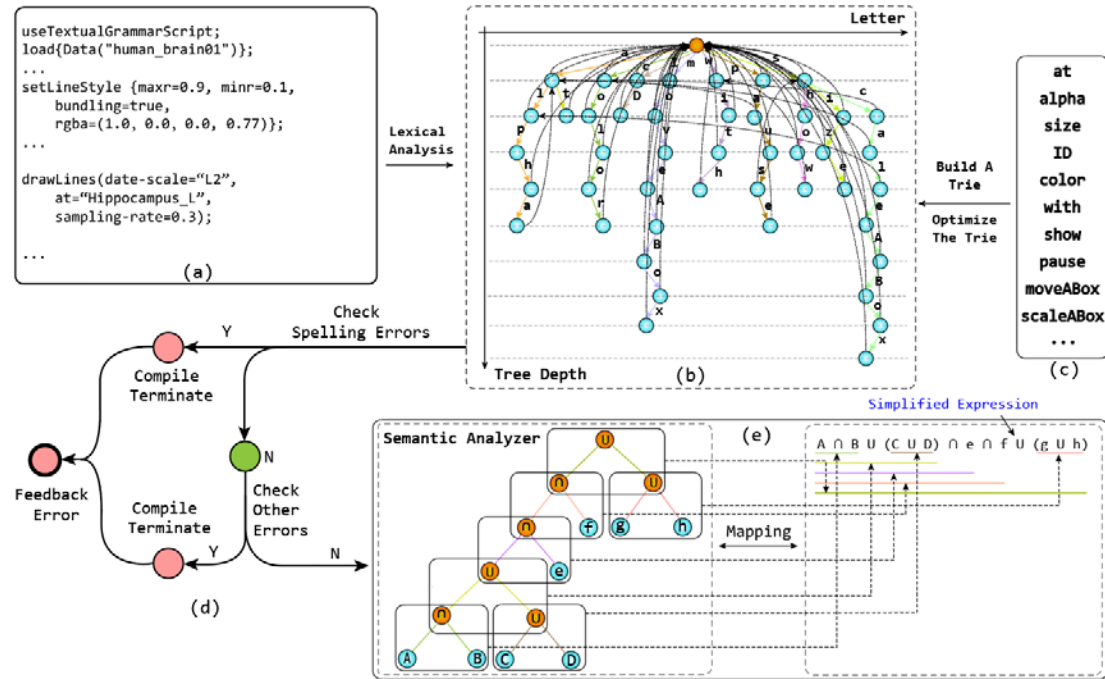 useTextualGrammarScript;
load{Data("human_brain01")};
...
setLineStyle {maxr=0.9, minr=0.1,
bundling=true,
rgba=(1.0, 0.0, 0.0, 0.77)};
...
drawLines(date-scale=“L2”,
at=“Hippocampus_L”,
sampling-rate=0.3);
...
(a)
Lexical
Analysis
Letter
a c m w p s
l t o D o i a h i c
p l v t u o z a
h o e h s w e l
a r A e e
B A
o B
x o
x
Tree Depth
(b)
Build A
Trie
Optimize
The Trie
at
alpha
size
ID
color
with
show
pause
moveABox
scaleABox
...
(c)
Check
Spelling Errors
Y
Compile
Terminate
N
Feedback
Error
Check
Other
Errors
Compile
Terminate
Y
N
(d)
Semantic Analyzer
(e)
Simplified Expression
A ∩ B U (C U D) ∩ e ∩ f U (g U h)
Mapping
U
∩ U
∩ f g h
U e
∩ U
A B C D